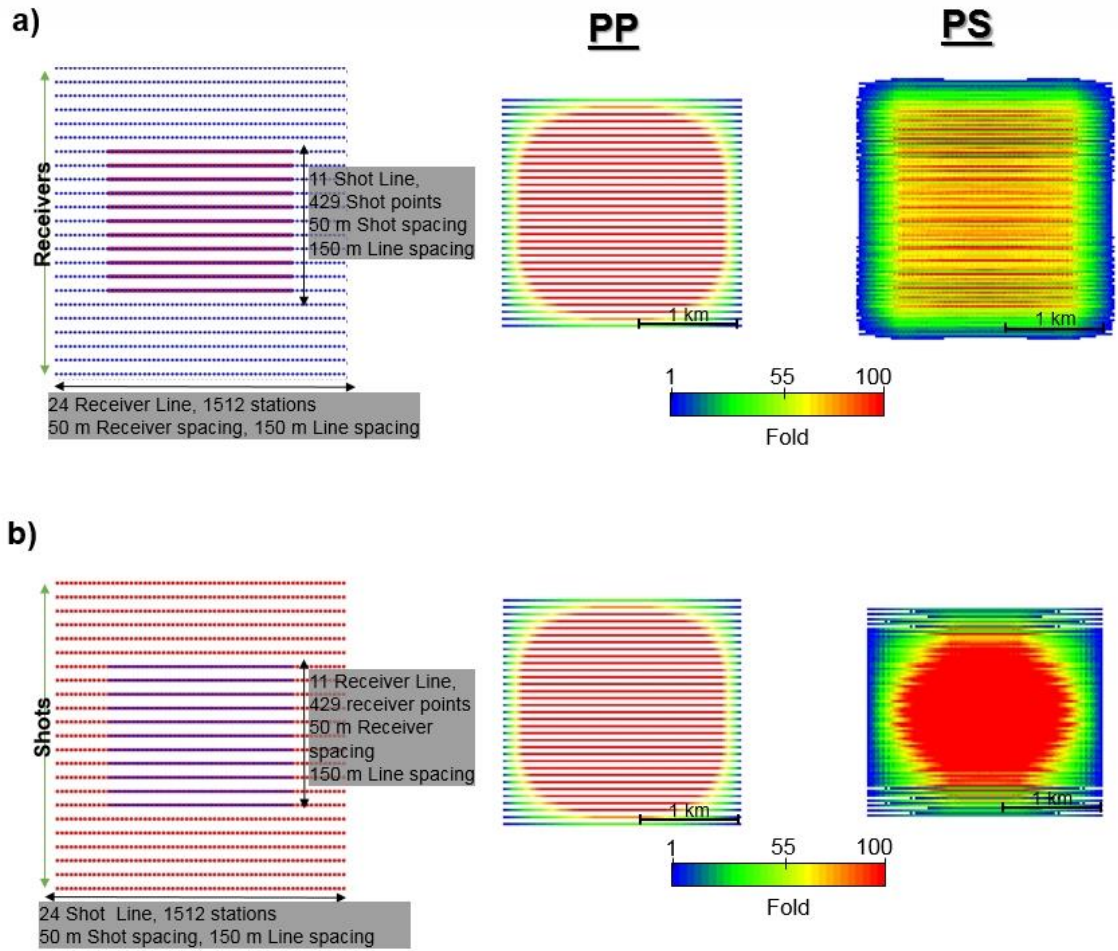 a)
PP
PS
Receivers
11 Shot Line,
429 Shot points
50 m Shot spacing
150 m Line spacing
24 Receiver Line, 1512 stations
50 m Receiver spacing, 150 m Line spacing
1 km
1 km
1 55 100
Fold
b)
Shots
11 Receiver Line,
429 receiver points
50 m Receiver
spacing
150 m Line spacing
24 Shot Line, 1512 stations
50 m Shot spacing, 150 m Line spacing
1 km
1 km
1 55 100
Fold